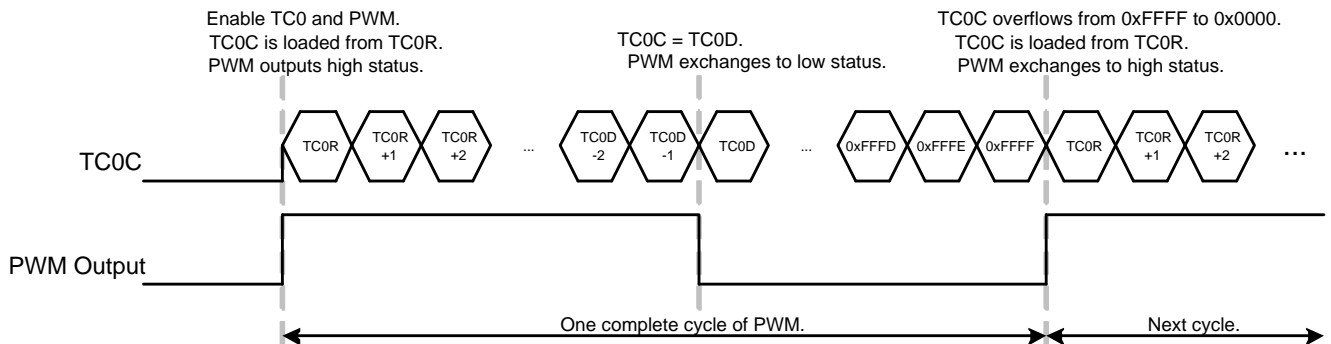 Enable TC0 and PWM.
TC0C is loaded from TC0R.
PWM outputs high status.
TC0C = TC0D.
PWM exchanges to low status.
TC0C overflows from 0xFFFF to 0x0000.
TC0C is loaded from TC0R.
PWM exchanges to high status.
TC0C
TC0R
TC0R
+1
TC0R
+2
...
TC0D
-2
TC0D
-1
TC0D
...
0xFFFD
0xFFFE
0xFFFF
TC0R
TC0R
+1
TC0R
+2
...
PWM Output
One complete cycle of PWM.
Next cycle.